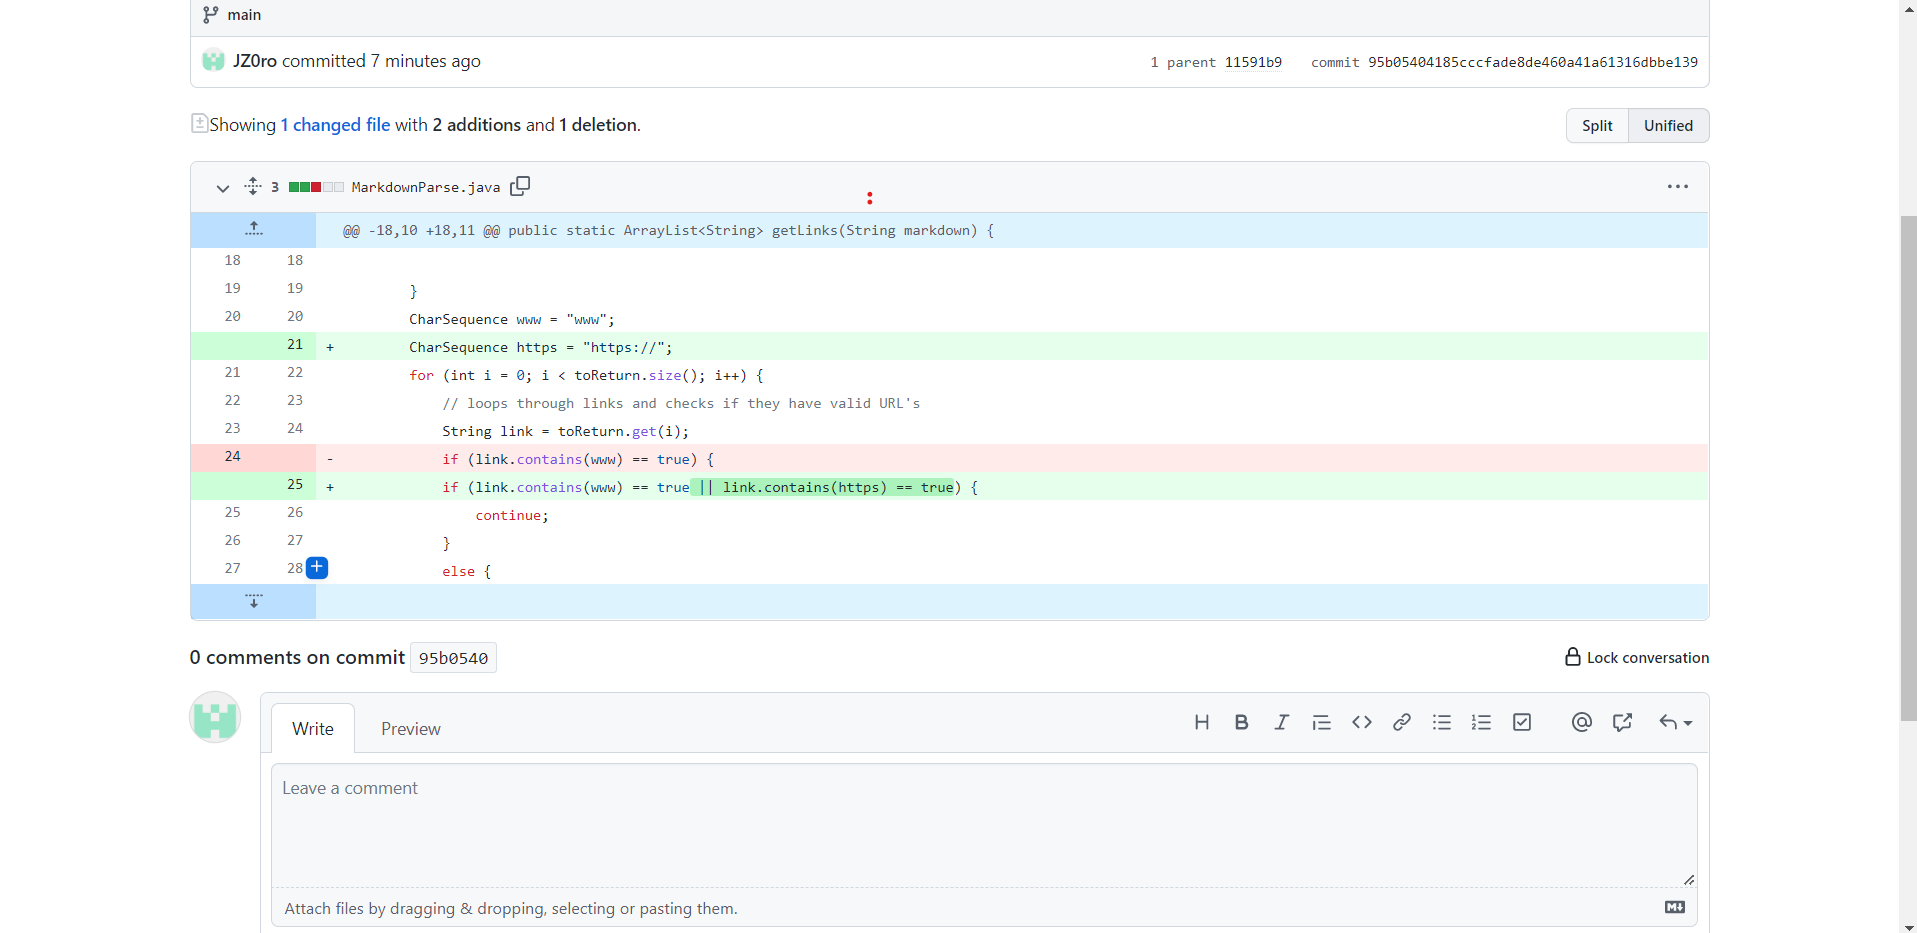 main
JZ0ro committed 7 minutes ago 1 parent 11591b9 commit 95b05404185cccfade8de460a41a61316dbbe139
Showing 1 changed file with 2 additions and 1 deletion. Split Unified
3 MarkdownParse.java
@@ -18,10 +18,11 @@ public static ArrayList<String> getLinks(String markdown) {
18 18
19 19 }
20 20 CharSequence www = "www";
21 + CharSequence https = "https://";
21 22 for (int i = 0; i < toReturn.size(); i++) {
22 23 // loops through links and checks if they have valid URL's
23 24 String link = toReturn.get(i);
24 - if (link.contains(www) == true) {
25 + if (link.contains(www) == true || link.contains(https) == true) {
25 26 continue;
26 27 }
27 28 else {
0 comments on commit 95b0540 Lock conversation
Write Preview
Leave a comment
Attach files by dragging & dropping, selecting or pasting them.